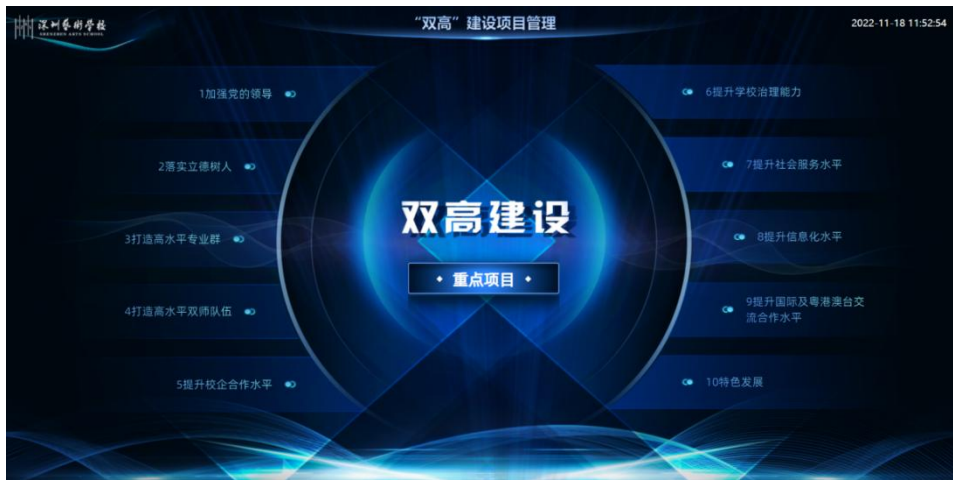 深圳藝術學校
SHENZHEN ARTS SCHOOL
“双高”建设项目管理
2022-11-18 11:52:54
1加强党的领导
2落实立德树人
3打造高水平专业群
4打造高水平双师队伍
5提升校企合作水平
双高建设
重点项目
6提升学校治理能力
7提升社会服务水平
8提升信息化水平
9提升国际及粤港澳台交
流合作水平
10特色发展